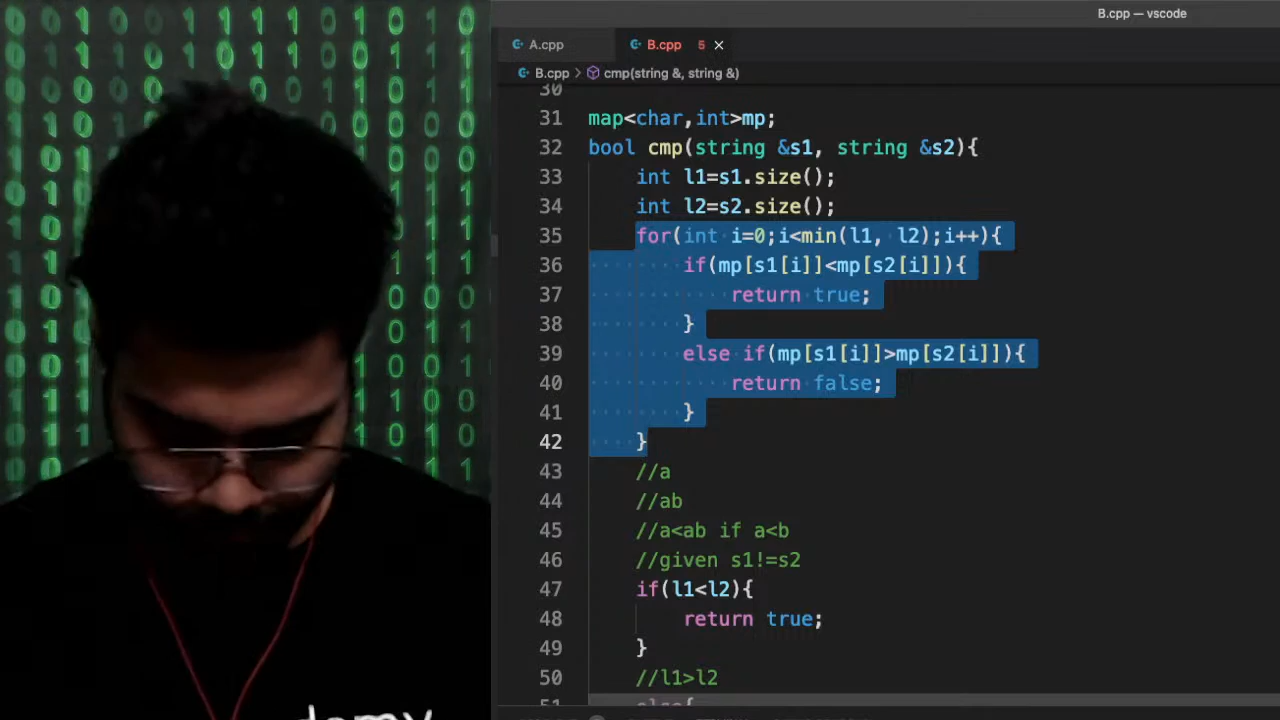 B.cpp — vscode
A.cpp
B.cpp 5
B.cpp > cmp(string &, string &)
30
31 map<char,int>mp;
32 bool cmp(string &s1, string &s2){
33 int l1=s1.size();
34 int l2=s2.size();
35 for(int i=0;i<min(l1, l2);i++){
36 if(mp[s1[i]]<mp[s2[i]]){
37 return true;
38 }
39 else if(mp[s1[i]]>mp[s2[i]]){
40 return false;
41 }
42 }
43 //a
44 //ab
45 //a<ab if a<b
46 //given s1!=s2
47 if(l1<l2){
48 return true;
49 }
50 //l1>l2
51 else{